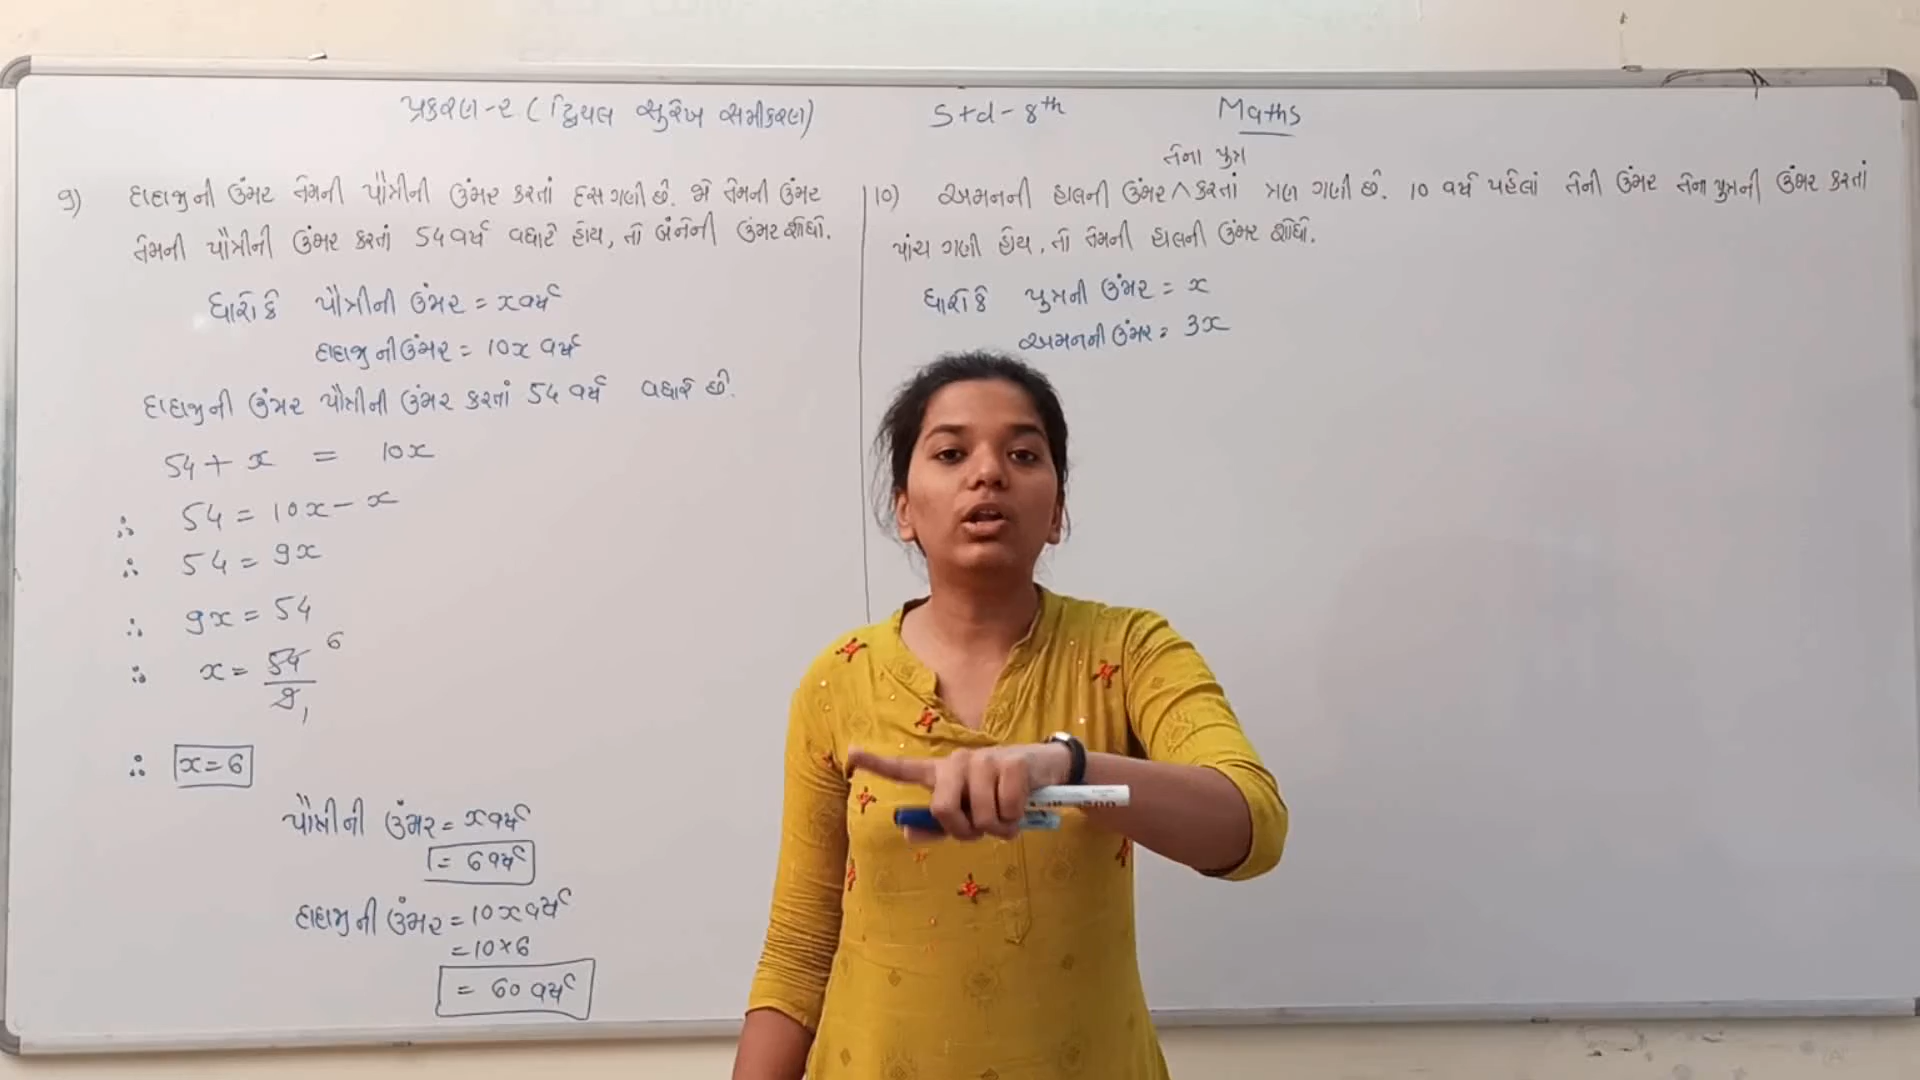 પ્રકરણ-૨ ( દ્વિચલ સુરેખ સમીકરણ) Std-8th Maths
9) દાદાજીની ઉંમર તેમની પૌત્રીની ઉંમર કરતાં દસ ગણી છે. જો તેમની ઉંમર
તેમની પૌત્રીની ઉંમર કરતાં 54 વર્ષ વધારે હોય, તો બંનેની ઉંમર શોધો.
ધારો કે પૌત્રીની ઉંમર = x વર્ષ
દાદાજીની ઉંમર = 10x વર્ષ
દાદાજીની ઉંમર પૌત્રીની ઉંમર કરતાં 54 વર્ષ વધારે છે.
54 + x = 10x
∴ 54 = 10x - x
∴ 54 = 9x
∴ 9x = 54
∴ x = 54/9 6 1
∴ x = 6
પૌત્રીની ઉંમર = x વર્ષ
= 6 વર્ષ
દાદાજીની ઉંમર = 10x વર્ષ
= 10 × 6
= 60 વર્ષ
તેના પુત્ર
10) અમનની હાલની ઉંમર ^ કરતાં ત્રણ ગણી છે. 10 વર્ષ પહેલાં તેની ઉંમર તેના પુત્રની ઉંમર કરતાં
પાંચ ગણી હોય, તો તેમની હાલની ઉંમર શોધો.
ધારો કે પુત્રની ઉંમર = x
અમનની ઉંમર = 3x